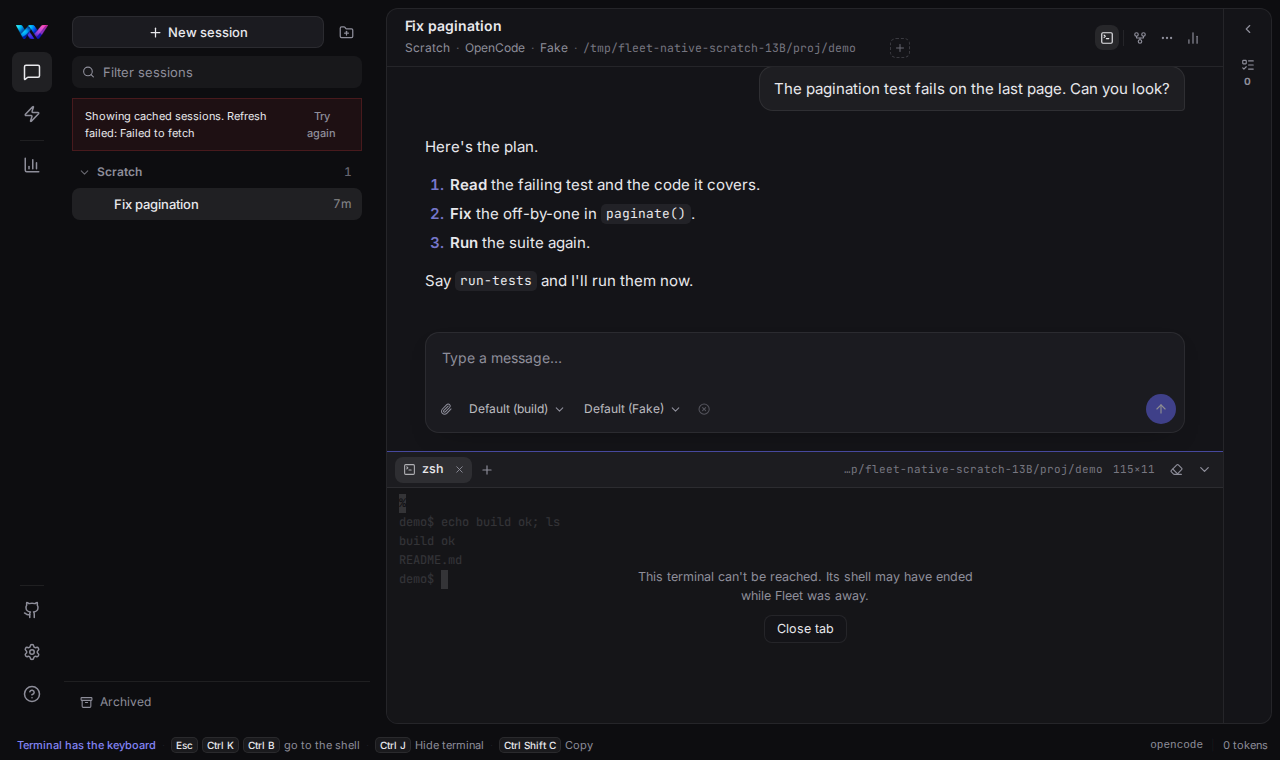 New session
Filter sessions
Showing cached sessions. Refresh failed: Failed to fetch
Try again
Scratch 1
Fix pagination 7m
Archived
Fix pagination
Scratch · OpenCode · Fake · /tmp/fleet-native-scratch-13B/proj/demo
0
The pagination test fails on the last page. Can you look?
Here's the plan.
1. Read the failing test and the code it covers.
2. Fix the off-by-one in paginate().
3. Run the suite again.
Say run-tests and I'll run them now.
Type a message...
Default (build) Default (Fake)
zsh …p/fleet-native-scratch-13B/proj/demo 115×11
%
demo$ echo build ok; ls
build ok
README.md
demo$
This terminal can't be reached. Its shell may have ended
while Fleet was away.
Close tab
Terminal has the keyboard Esc Ctrl K Ctrl B go to the shell Ctrl J Hide terminal Ctrl Shift C Copy opencode 0 tokens